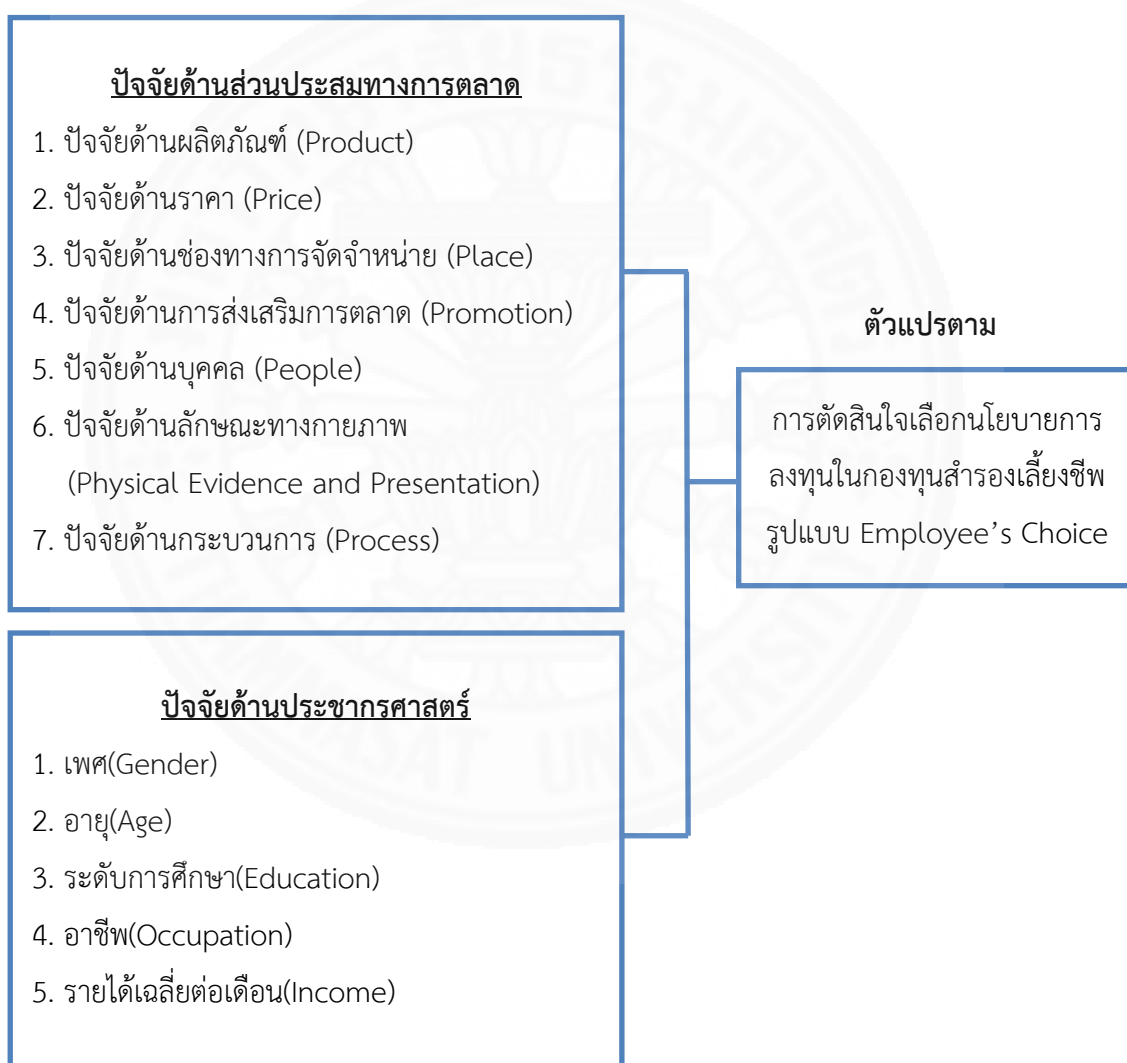 ปัจจัยด้านส่วนประสมทางการตลาด
1. ปัจจัยด้านผลิตภัณฑ์ (Product)
2. ปัจจัยด้านราคา (Price)
3. ปัจจัยด้านช่องทางการจัดจำหน่าย (Place)
4. ปัจจัยด้านการส่งเสริมการตลาด (Promotion)
5. ปัจจัยด้านบุคคล (People)
6. ปัจจัยด้านลักษณะทางกายภาพ
(Physical Evidence and Presentation)
7. ปัจจัยด้านกระบวนการ (Process)
ปัจจัยด้านประชากรศาสตร์
1. เพศ(Gender)
2. อายุ(Age)
3. ระดับการศึกษา(Education)
4. อาชีพ(Occupation)
5. รายได้เฉลี่ยต่อเดือน(Income)
ตัวแปรตาม
การตัดสินใจเลือกนโยบายการ
ลงทุนในกองทุนสำรองเลี้ยงชีพ
รูปแบบ Employee’s Choice
THAMMASAT UNIVERSITY